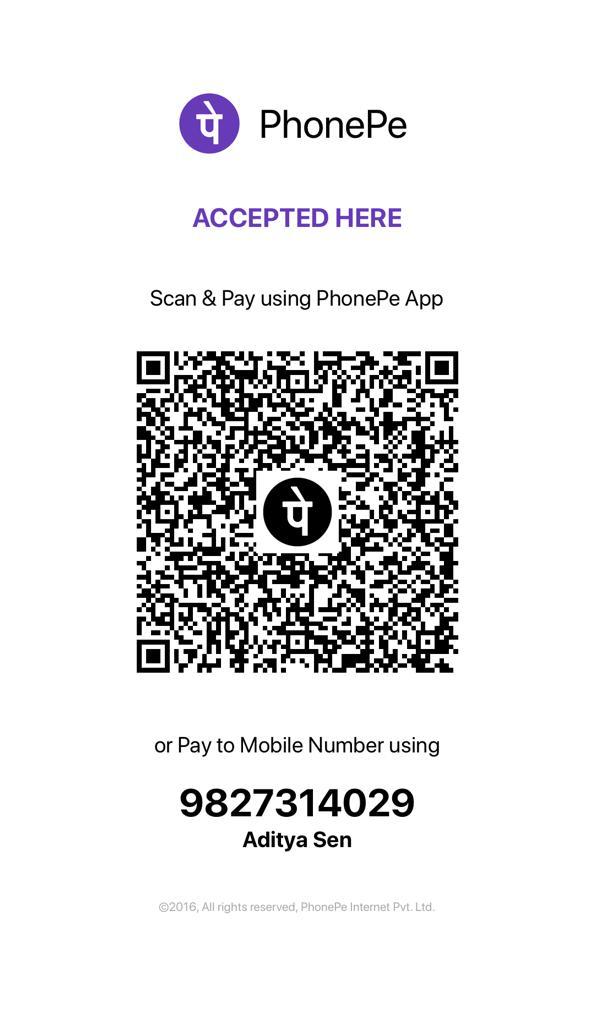 पे PhonePe
ACCEPTED HERE
Scan & Pay using PhonePe App
पे
or Pay to Mobile Number using
9827314029
Aditya Sen
©2016, All rights reserved, PhonePe Internet Pvt. Ltd.